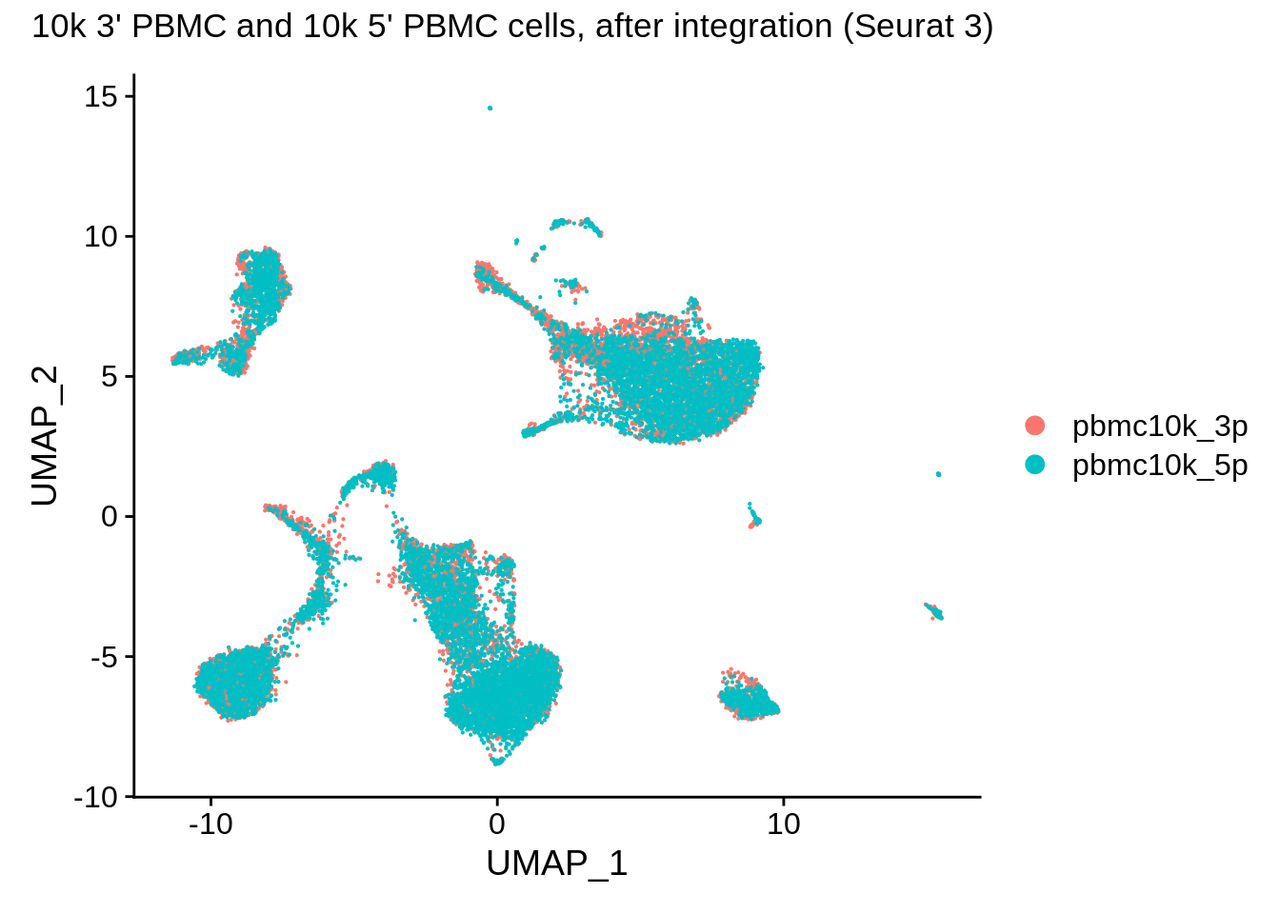 10k 3' PBMC and 10k 5' PBMC cells, after integration (Seurat 3)
15
10
5
0
-5
-10
UMAP_2
-10
0
10
UMAP_1
pbmc10k_3p
pbmc10k_5p